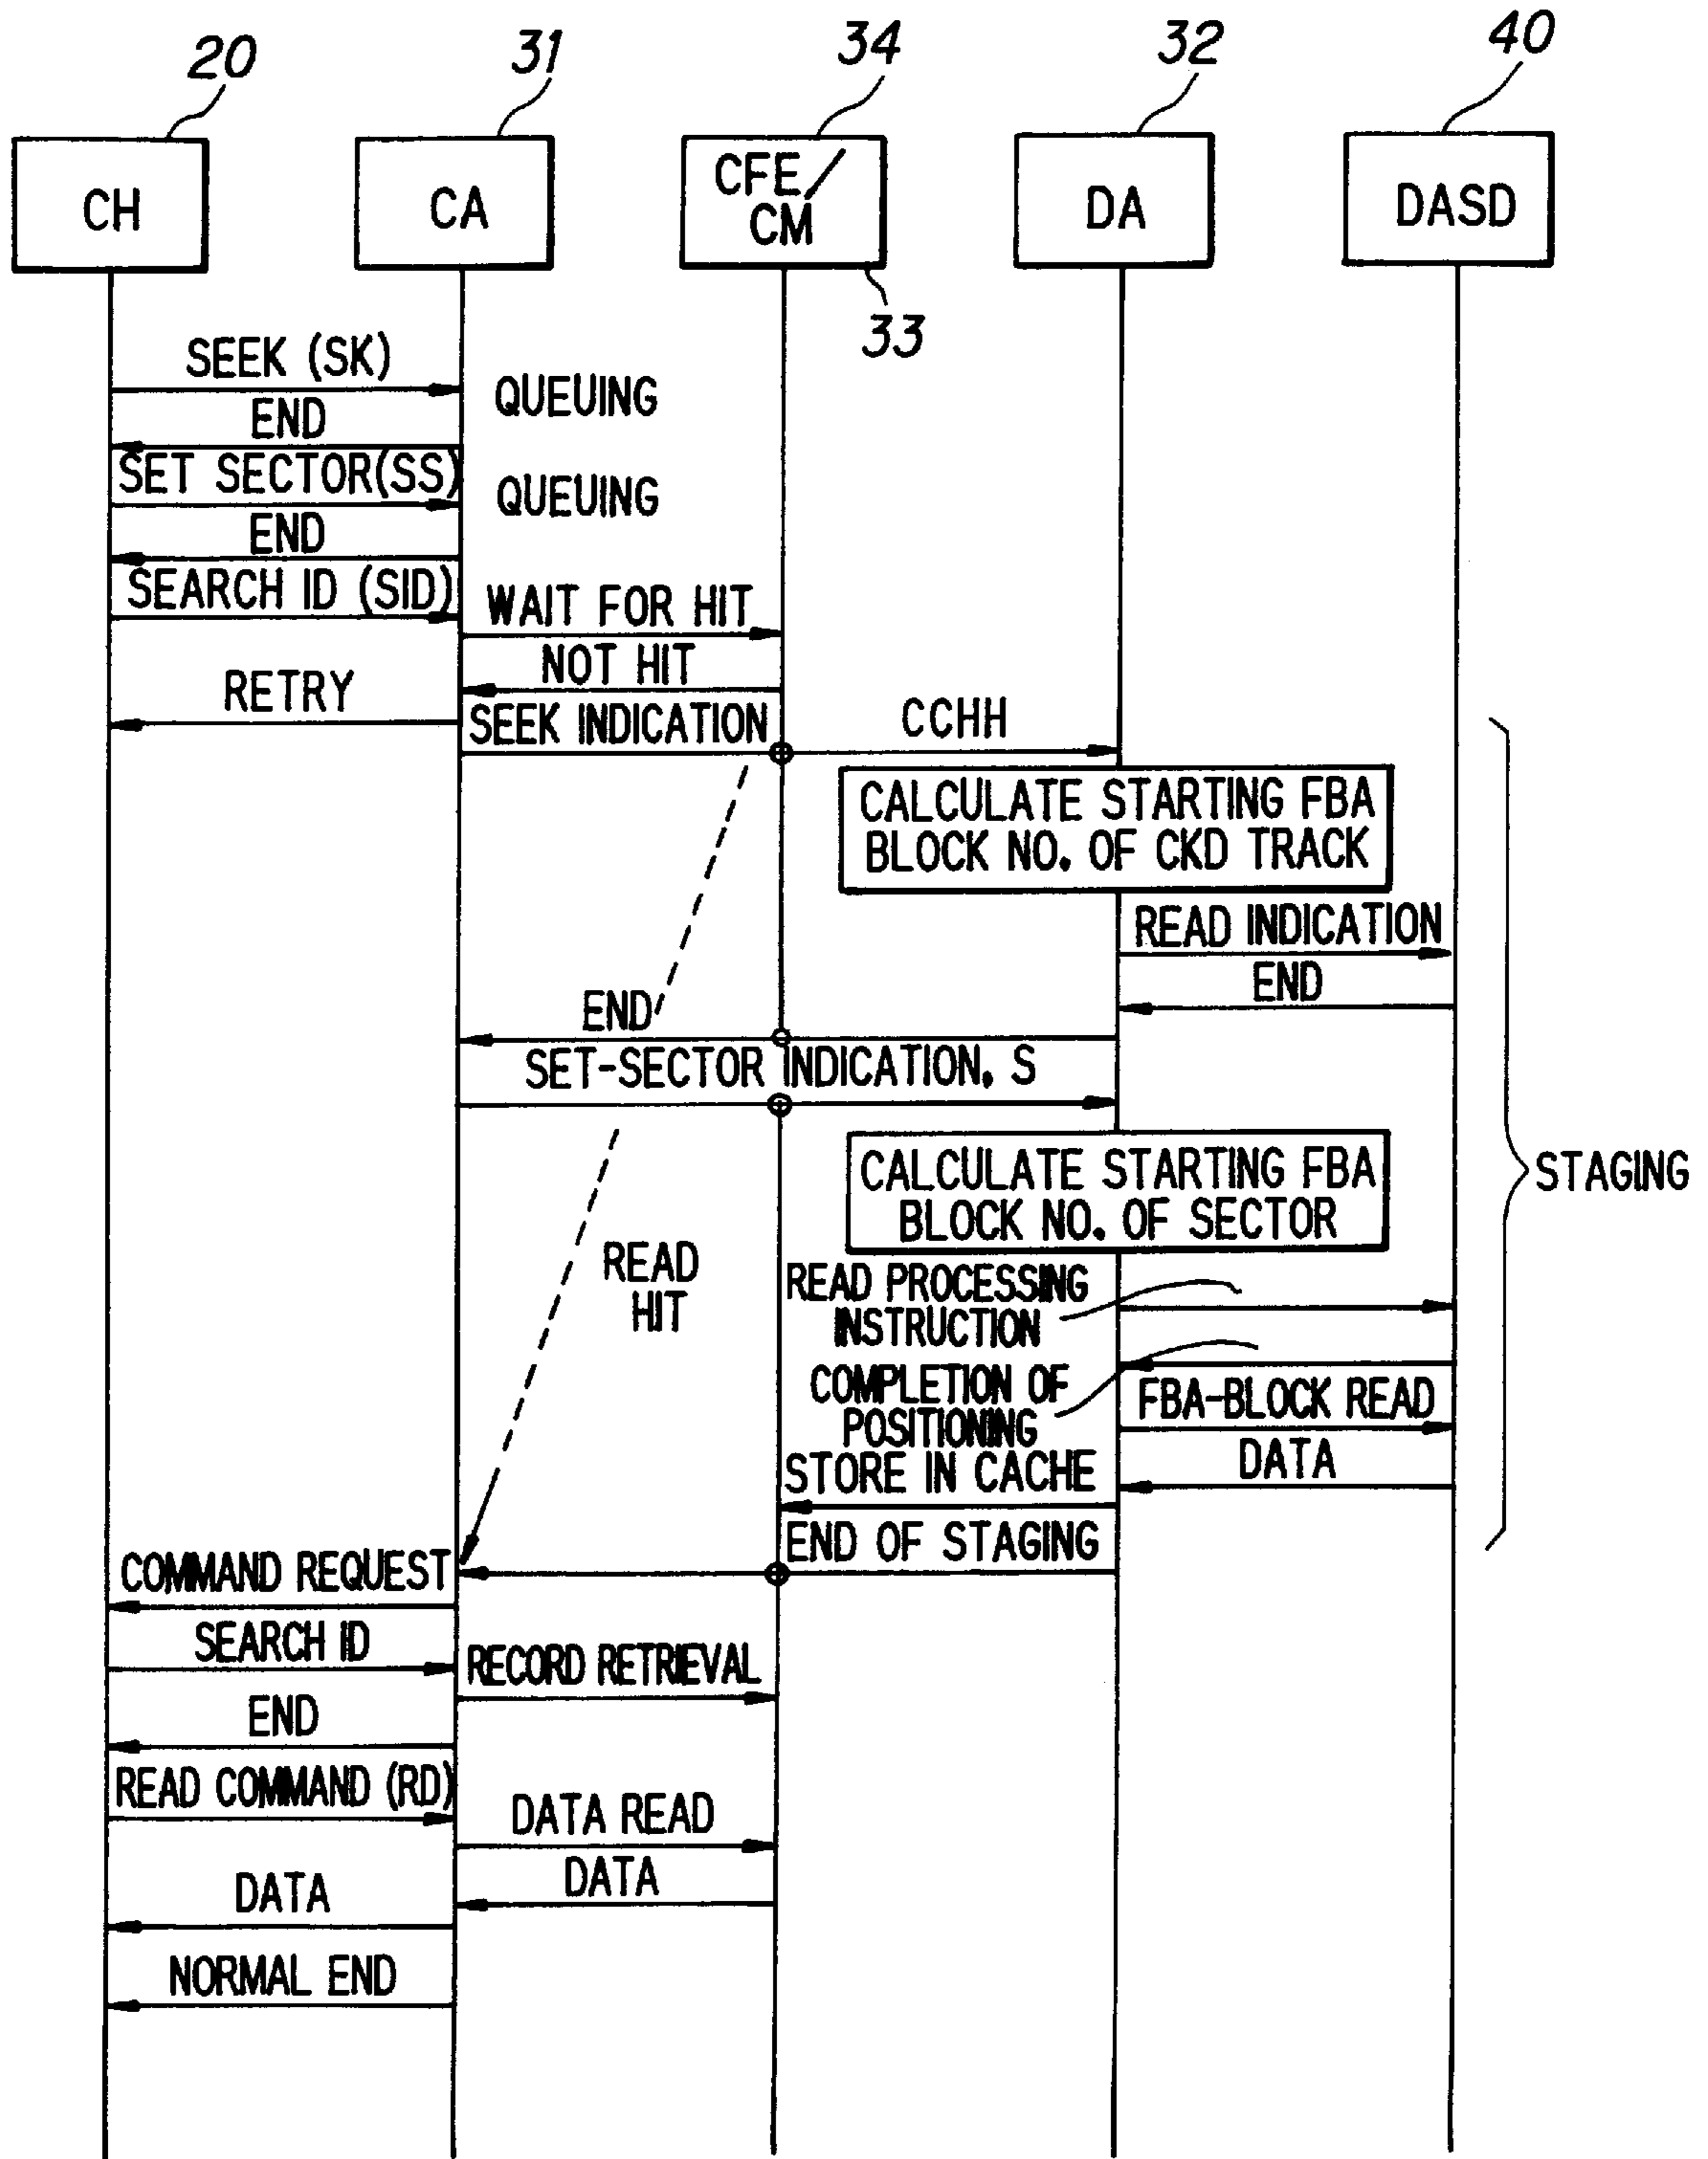 20
31
34
32
40
CH
CA
CFE/
CM
DA
DASD
33
SEEK (SK)
QUEUING
END
SET SECTOR(SS)
QUEUING
END
SEARCH ID (SID)
WAIT FOR HIT
NOT HIT
RETRY
SEEK INDICATION
CCHH
CALCULATE STARTING FBA
BLOCK NO. OF CKD TRACK
READ INDICATION
END
END
SET-SECTOR INDICATION. S
CALCULATE STARTING FBA
BLOCK NO. OF SECTOR
STAGING
READ
HIT
READ PROCESSING
INSTRUCTION
COMPLETION OF
POSITIONING
FBA-BLOCK READ
DATA
STORE IN CACHE
END OF STAGING
COMMAND REQUEST
SEARCH ID
RECORD RETRIEVAL
END
READ COMMAND (RD)
DATA READ
DATA
DATA
NORMAL END